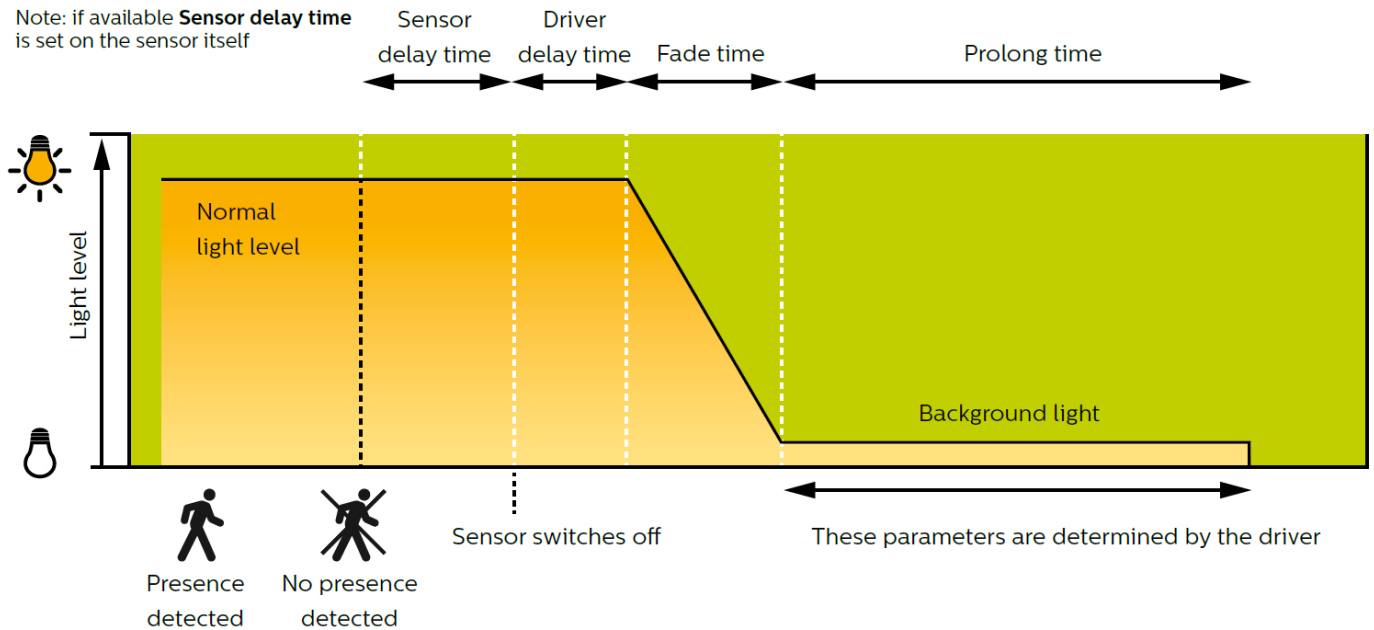 Note: if available Sensor delay time
is set on the sensor itself
Sensor
delay time
Driver
delay time
Fade time
Prolong time
Light level
Normal
light level
Background light
Sensor switches off
These parameters are determined by the driver
Presence
detected
No presence
detected